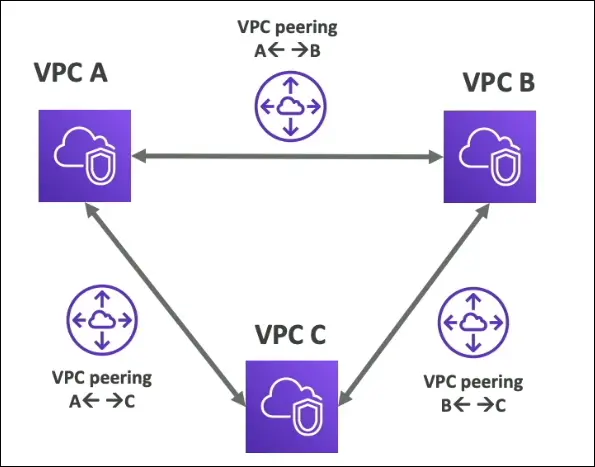 VPC peering
A← →B
VPC A
VPC B
VPC C
VPC peering
A← →C
VPC peering
B← →C